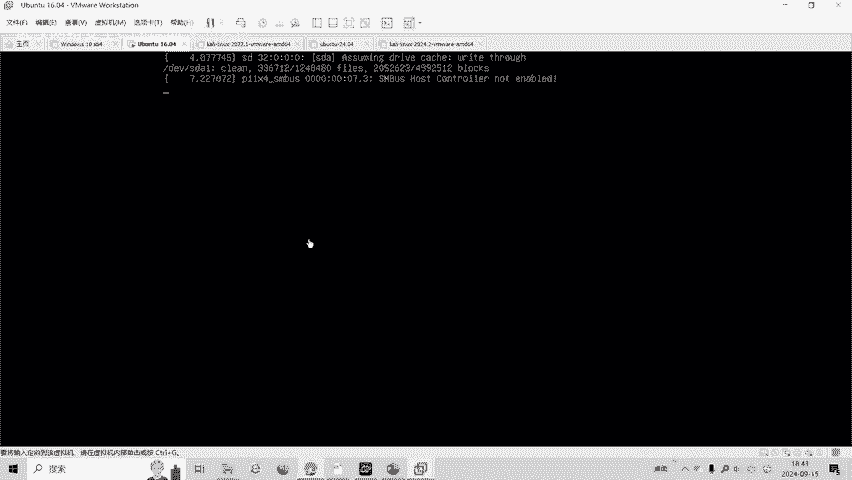 Ubuntu 16.04 - VMware Workstation
文件(F) 编辑(E) 查看(V) 虚拟机(M) 选项卡(T) 帮助(H)
主页 Windows 10 x64 Ubuntu 16.04 kali-linux-2022.1-vmware-amd64 ubuntu-24.04 kali-linux-2024.2-vmware-amd64
[    4.877745] sd 32:0:0:0: [sda] Assuming drive cache: write through
/dev/sda1: clean, 336712/1248480 files, 2052623/4992512 blocks
[    7.227072] piix4_smbus 0000:00:07.3: SMBus Host Controller not enabled!
要将输入定向到该虚拟机，请在虚拟机内部单击或按 Ctrl+G。
搜索
18:41
2024-09-15